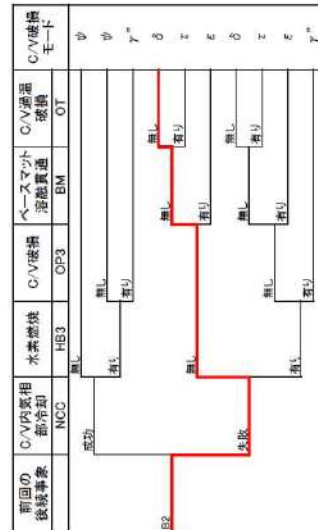 前回の
後続事象
C/V内気相
部冷却
NCC
水素燃焼
HB3
C/V破損
OP3
ベースマット
溶融貫通
BM
C/V過温
破損
OT
C/V破損
モード
B2
成功
失敗
無し
有り
無し
有り
無し
有り
無し
有り
無し
有り
無し
有り
無し
有り
無し
有り
ψ
ψ
γ"
δ
τ
ε
δ
τ
ε
γ"